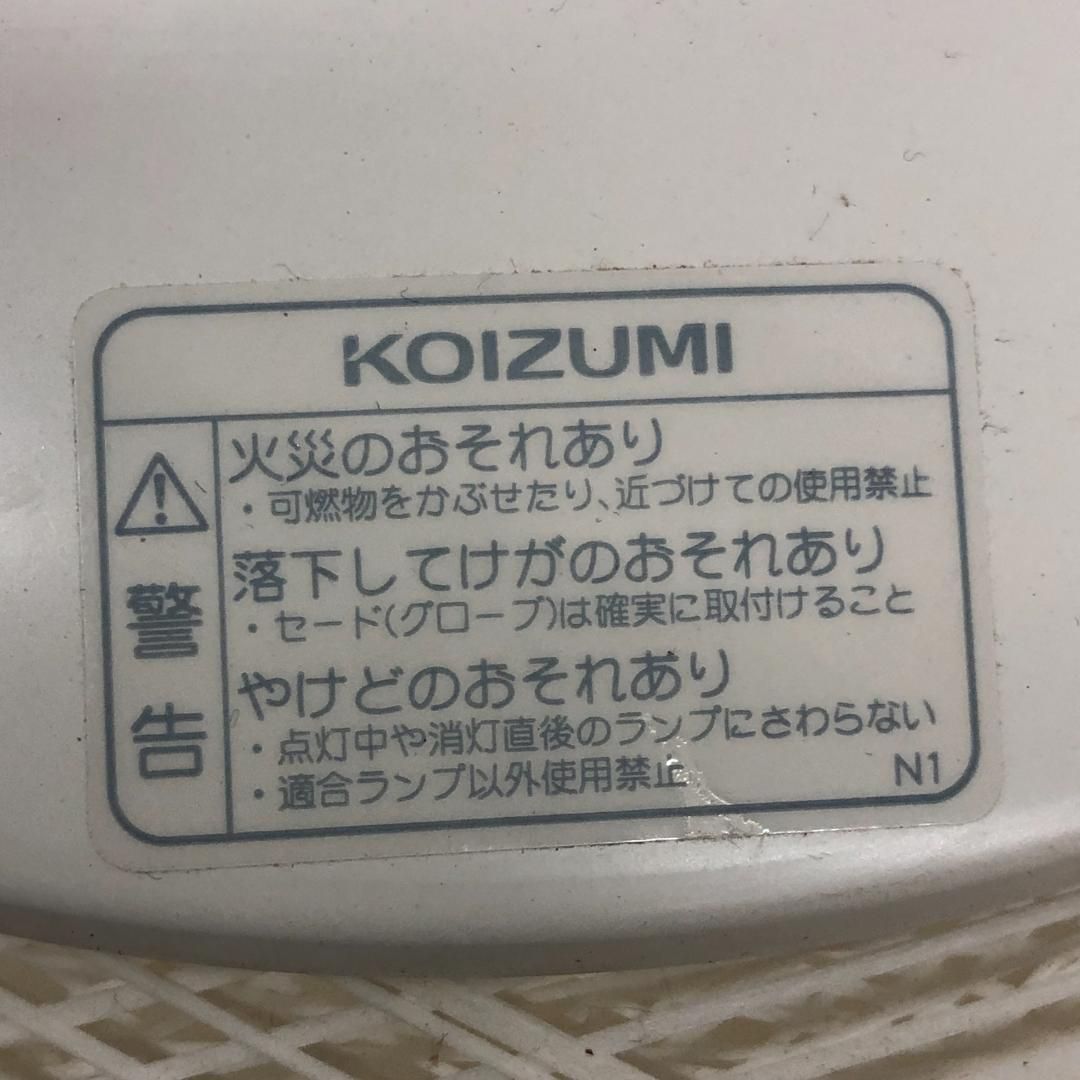 KOIZUMI
警告
火災のおそれあり
・可燃物をかぶせたり、近づけての使用禁止
落下してけがのおそれあり
・セード(グローブ)は確実に取付けること
やけどのおそれあり
・点灯中や消灯直後のランプにさわらない
・適合ランプ以外使用禁止
N1